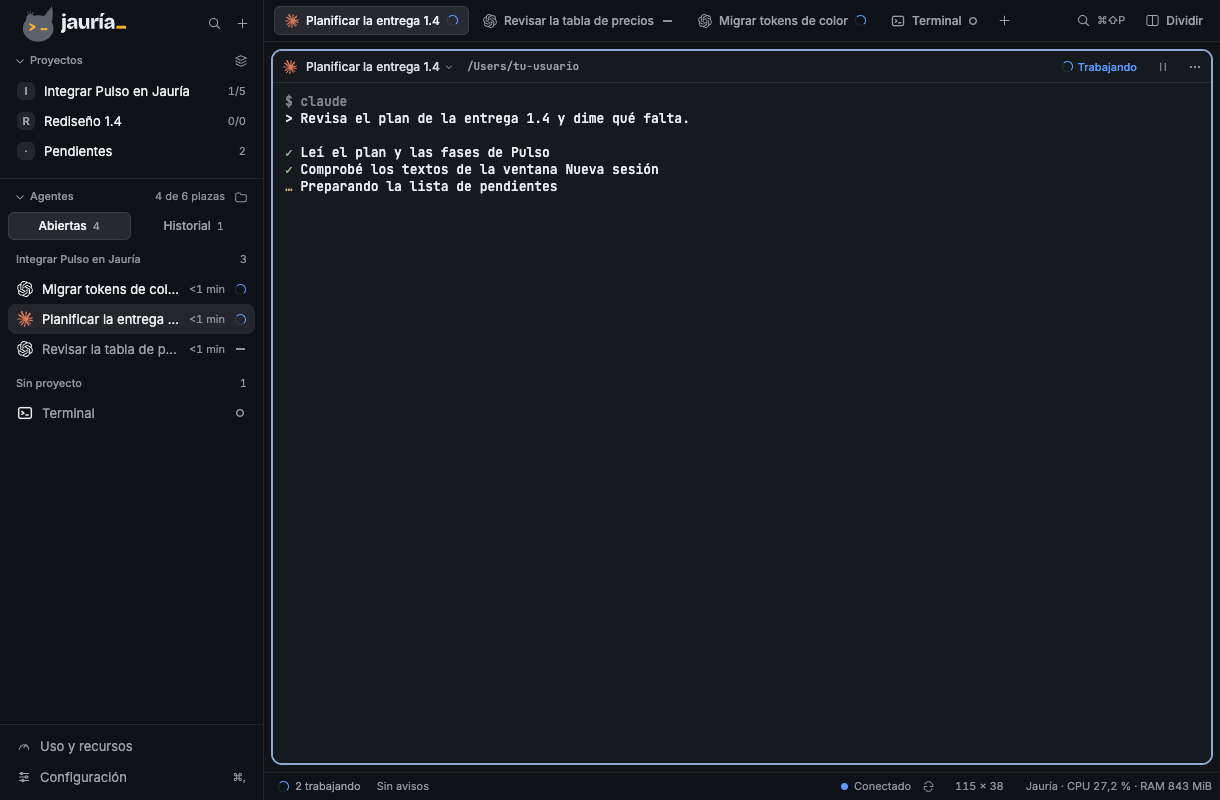 jauría_
Proyectos
I Integrar Pulso en Jauría 1/5
R Rediseño 1.4 0/0
· Pendientes 2
Agentes 4 de 6 plazas
Abiertas 4 Historial 1
Integrar Pulso en Jauría 3
Migrar tokens de col... <1 min
Planificar la entrega ... <1 min
Revisar la tabla de p... <1 min
Sin proyecto 1
Terminal
Uso y recursos
Configuración ⌘,
Planificar la entrega 1.4 Revisar la tabla de precios Migrar tokens de color Terminal ⌘⇧P Dividir
Planificar la entrega 1.4 /Users/tu-usuario Trabajando
$ claude
> Revisa el plan de la entrega 1.4 y dime qué falta.
✓ Leí el plan y las fases de Pulso
✓ Comprobé los textos de la ventana Nueva sesión
… Preparando la lista de pendientes
2 trabajando Sin avisos Conectado 115 × 38 Jauría · CPU 27,2 % · RAM 843 MiB